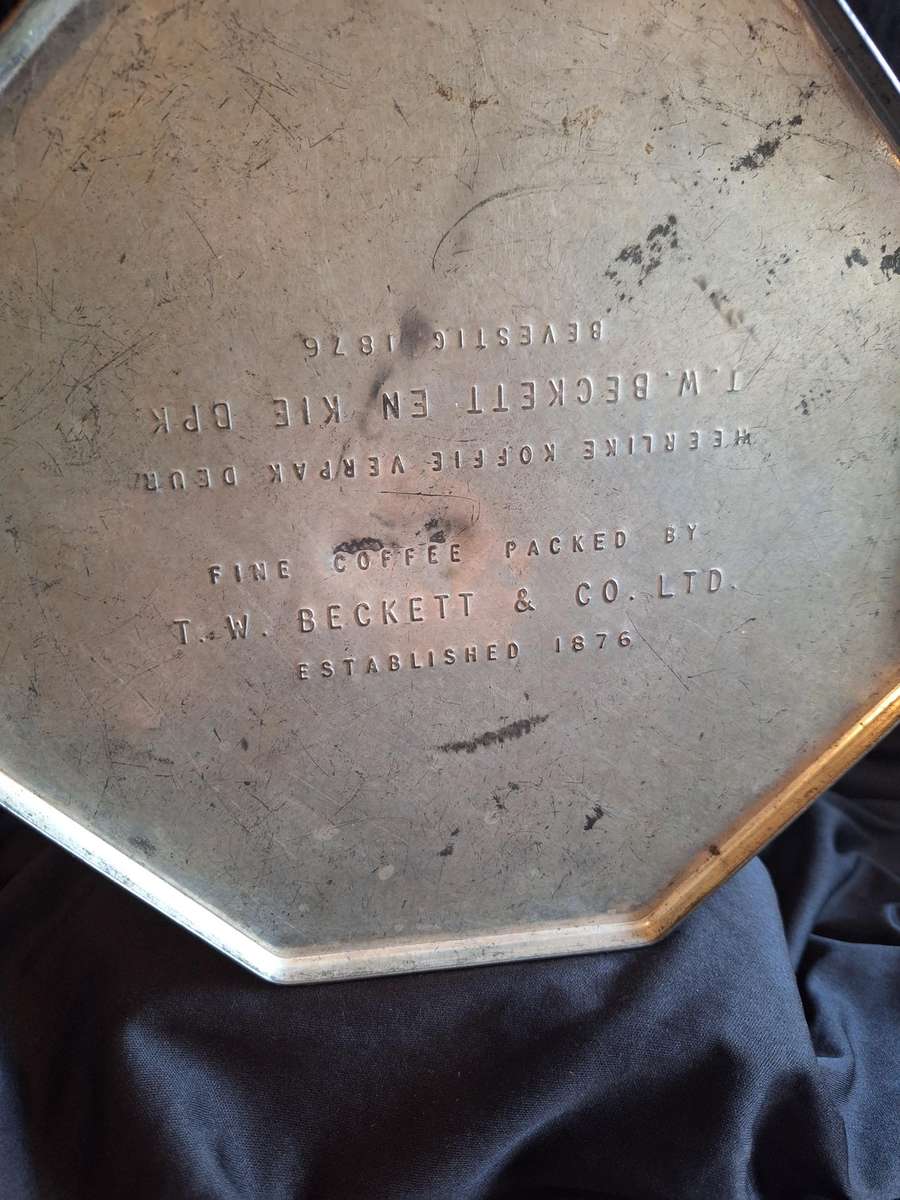 HEERLIKE KOFFIE VERPAK DEUR
T.W. BECKETT EN KIE BPK
BEVESTIG 1876
FINE COFFEE PACKED BY
T.W. BECKETT & CO. LTD.
ESTABLISHED 1876